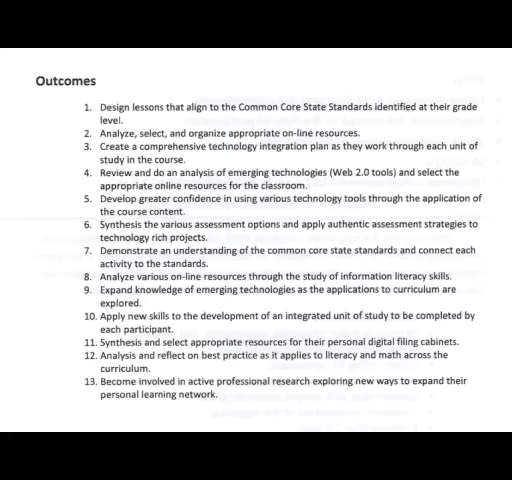 Outcomes
1. Design lessons that align to the Common Core State Standards identified at their grade
level.
2. Analyze, select, and organize appropriate on-line resources.
3. Create a comprehensive technology integration plan as they work through each unit of
study in the course.
4. Review and do an analysis of emerging technologies (Web 2.0 tools) and select the
appropriate online resources for the classroom.
5. Develop greater confidence in using various technology tools through the application of
the course content.
6. Synthesis the various assessment options and apply authentic assessment strategies to
technology rich projects.
7. Demonstrate an understanding of the common core state standards and connect each
activity to the standards.
8. Analyze various on-line resources through the study of information literacy skills.
9. Expand knowledge of emerging technologies as the applications to curriculum are
explored.
10. Apply new skills to the development of an integrated unit of study to be completed by
each participant.
11. Synthesis and select appropriate resources for their personal digital filing cabinets.
12. Analysis and reflect on best practice as it applies to literacy and math across the
curriculum.
13. Become involved in active professional research exploring new ways to expand their
personal learning network.